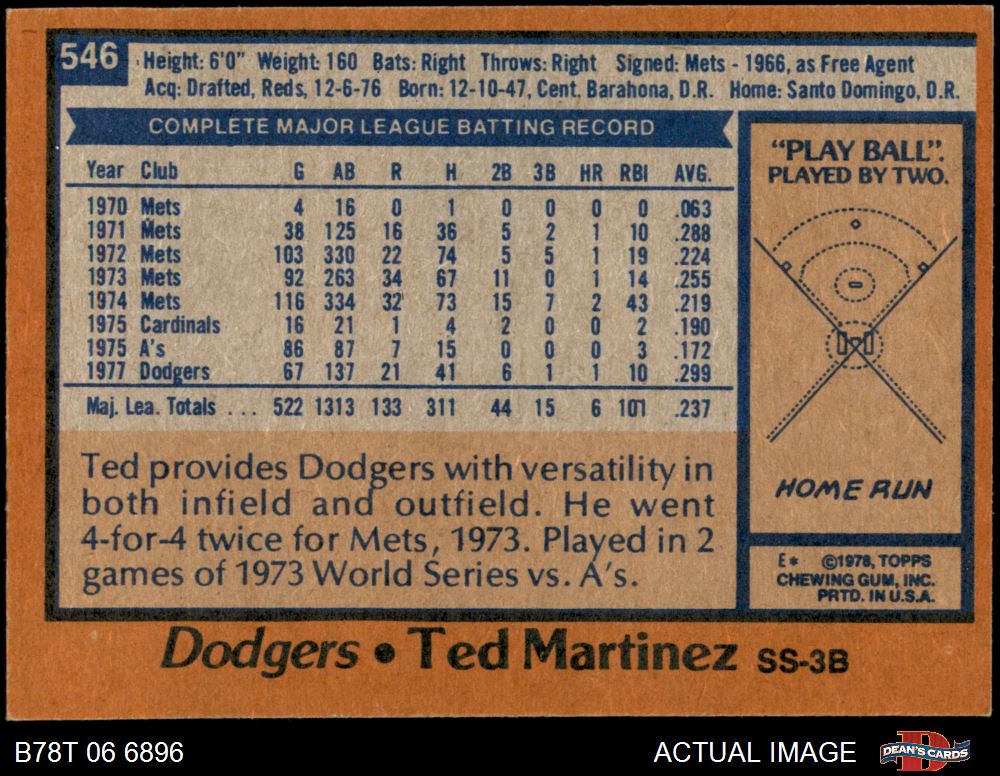 546
Height: 6'0" Weight: 160 Bats: Right Throws: Right Signed: Mets - 1966, as Free Agent
Acq: Drafted, Reds, 12-6-76 Born: 12-10-47, Cent. Barahona, D.R. Home: Santo Domingo, D.R.
COMPLETE MAJOR LEAGUE BATTING RECORD
Year Club G AB R H 2B 3B HR RBI AVG.
1970 Mets 4 16 0 1 0 0 0 0 .063
1971 Mets 38 125 16 36 5 2 1 10 .288
1972 Mets 103 330 22 74 5 5 1 19 .224
1973 Mets 92 263 34 67 11 0 1 14 .255
1974 Mets 116 334 32 73 15 7 2 43 .219
1975 Cardinals 16 21 1 4 2 0 0 2 .190
1975 A's 86 87 7 15 0 0 0 3 .172
1977 Dodgers 67 137 21 41 6 1 1 10 .299
Maj. Lea. Totals . . . 522 1313 133 311 44 15 6 101 .237
Ted provides Dodgers with versatility in
both infield and outfield. He went
4-for-4 twice for Mets, 1973. Played in 2
games of 1973 World Series vs. A's.
"PLAY BALL".
PLAYED BY TWO.
HOME RUN
E* ©1978, TOPPS
CHEWING GUM, INC.
PRTD. IN U.S.A.
Dodgers • Ted Martinez SS-3B
B78T 06 6896 ACTUAL IMAGE
DEAN'S CARDS